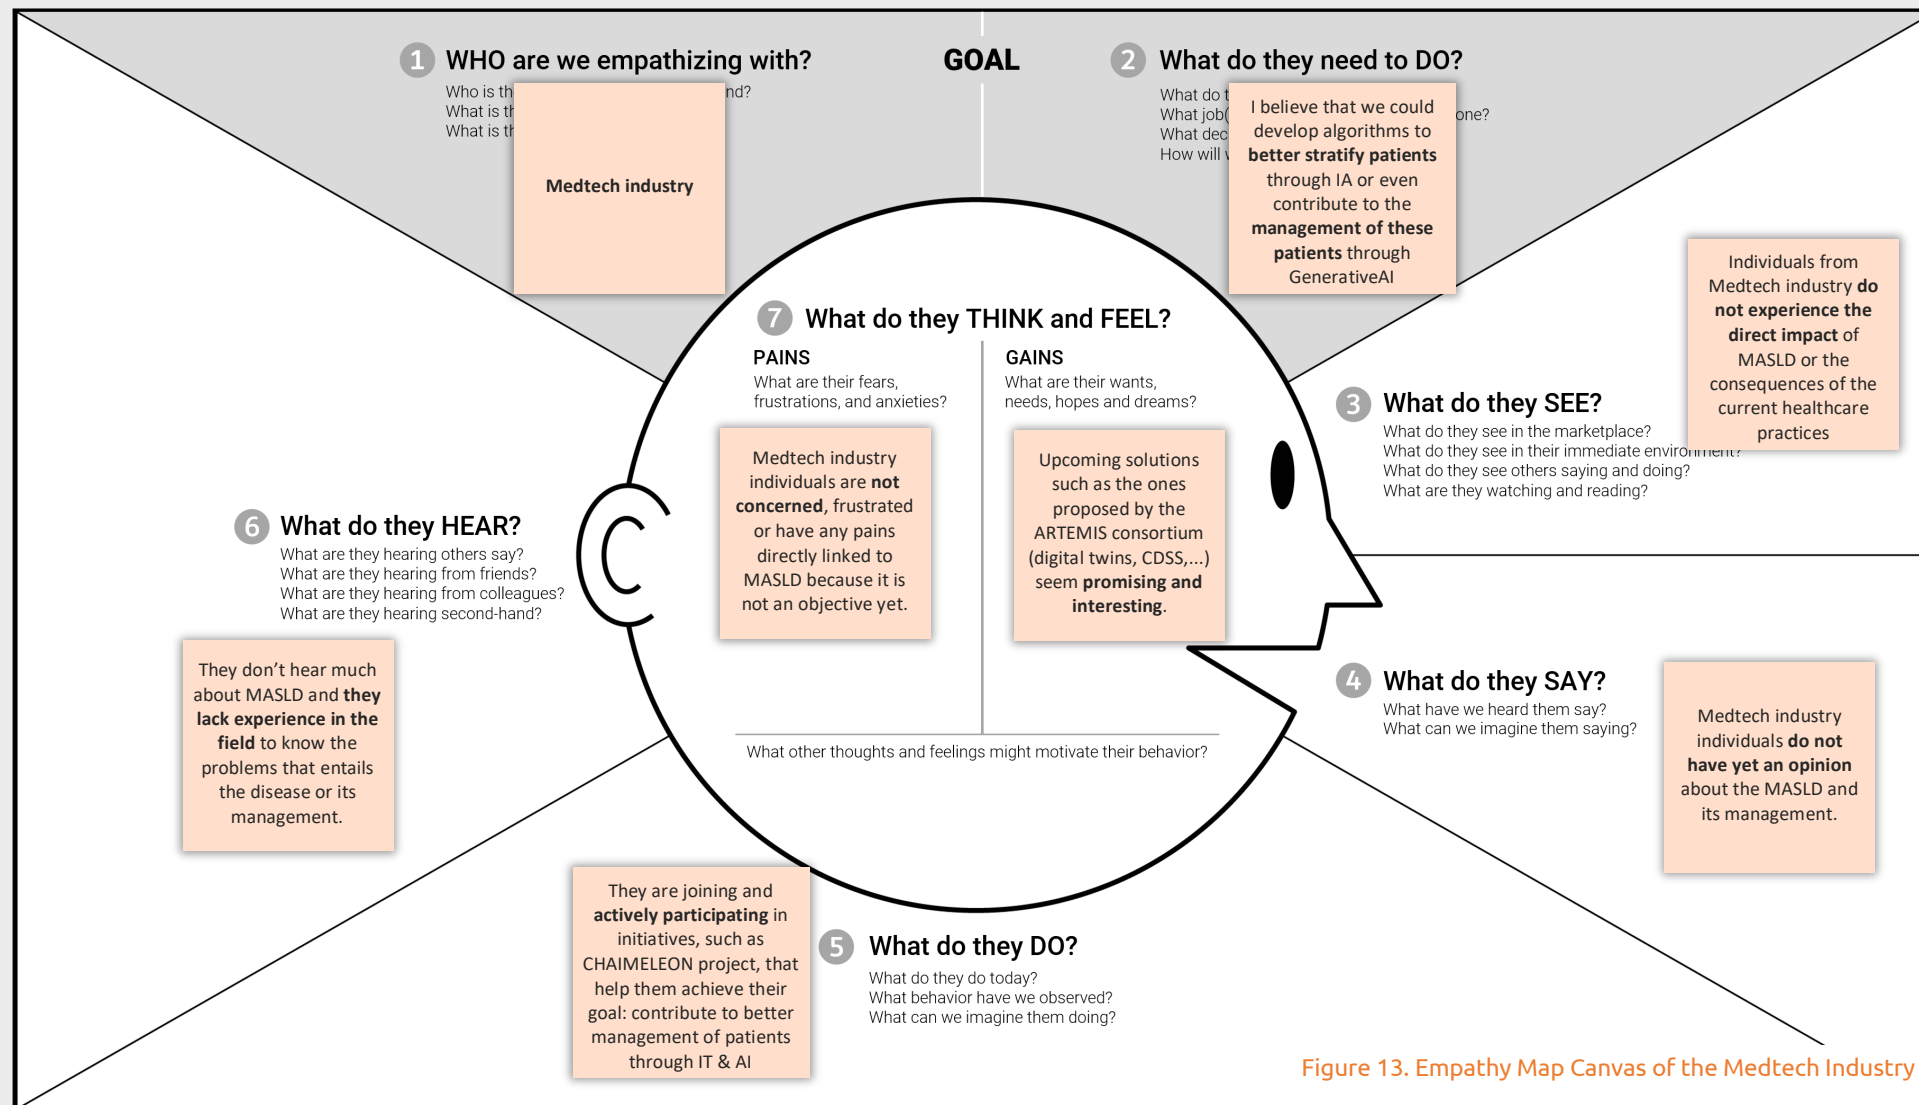 1 WHO are we empathizing with?
Who is th nd?
What is th
What is th
Medtech industry
GOAL
2 What do they need to DO?
What do t
What job( one?
What dec
How will w
I believe that we could
develop algorithms to
better stratify patients
through IA or even
contribute to the
management of these
patients through
GenerativeAI
Individuals from
Medtech industry do
not experience the
direct impact of
MASLD or the
consequences of the
current healthcare
practices
3 What do they SEE?
What do they see in the marketplace?
What do they see in their immediate environment?
What do they see others saying and doing?
What are they watching and reading?
4 What do they SAY?
What have we heard them say?
What can we imagine them saying?
Medtech industry
individuals do not
have yet an opinion
about the MASLD and
its management.
5 What do they DO?
What do they do today?
What behavior have we observed?
What can we imagine them doing?
They are joining and
actively participating in
initiatives, such as
CHAIMELEON project, that
help them achieve their
goal: contribute to better
management of patients
through IT & AI
6 What do they HEAR?
What are they hearing others say?
What are they hearing from friends?
What are they hearing from colleagues?
What are they hearing second-hand?
They don’t hear much
about MASLD and they
lack experience in the
field to know the
problems that entails
the disease or its
management.
7 What do they THINK and FEEL?
PAINS
What are their fears,
frustrations, and anxieties?
Medtech industry
individuals are not
concerned, frustrated
or have any pains
directly linked to
MASLD because it is
not an objective yet.
GAINS
What are their wants,
needs, hopes and dreams?
Upcoming solutions
such as the ones
proposed by the
ARTEMIS consortium
(digital twins, CDSS,...)
seem promising and
interesting.
What other thoughts and feelings might motivate their behavior?
Figure 13. Empathy Map Canvas of the Medtech Industry